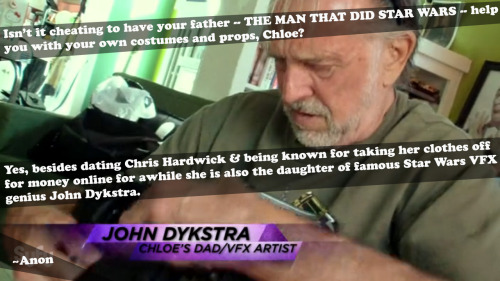 Isn't it cheating to have your father -- THE MAN THAT DID STAR WARS -- help
you with your own costumes and props, Chloe?
Yes, besides dating Chris Hardwick & being known for taking her clothes off
for money online for awhile she is also the daughter of famous Star Wars VFX
genius John Dykstra.
JOHN DYKSTRA
CHLOE'S DAD/VFX ARTIST
~Anon